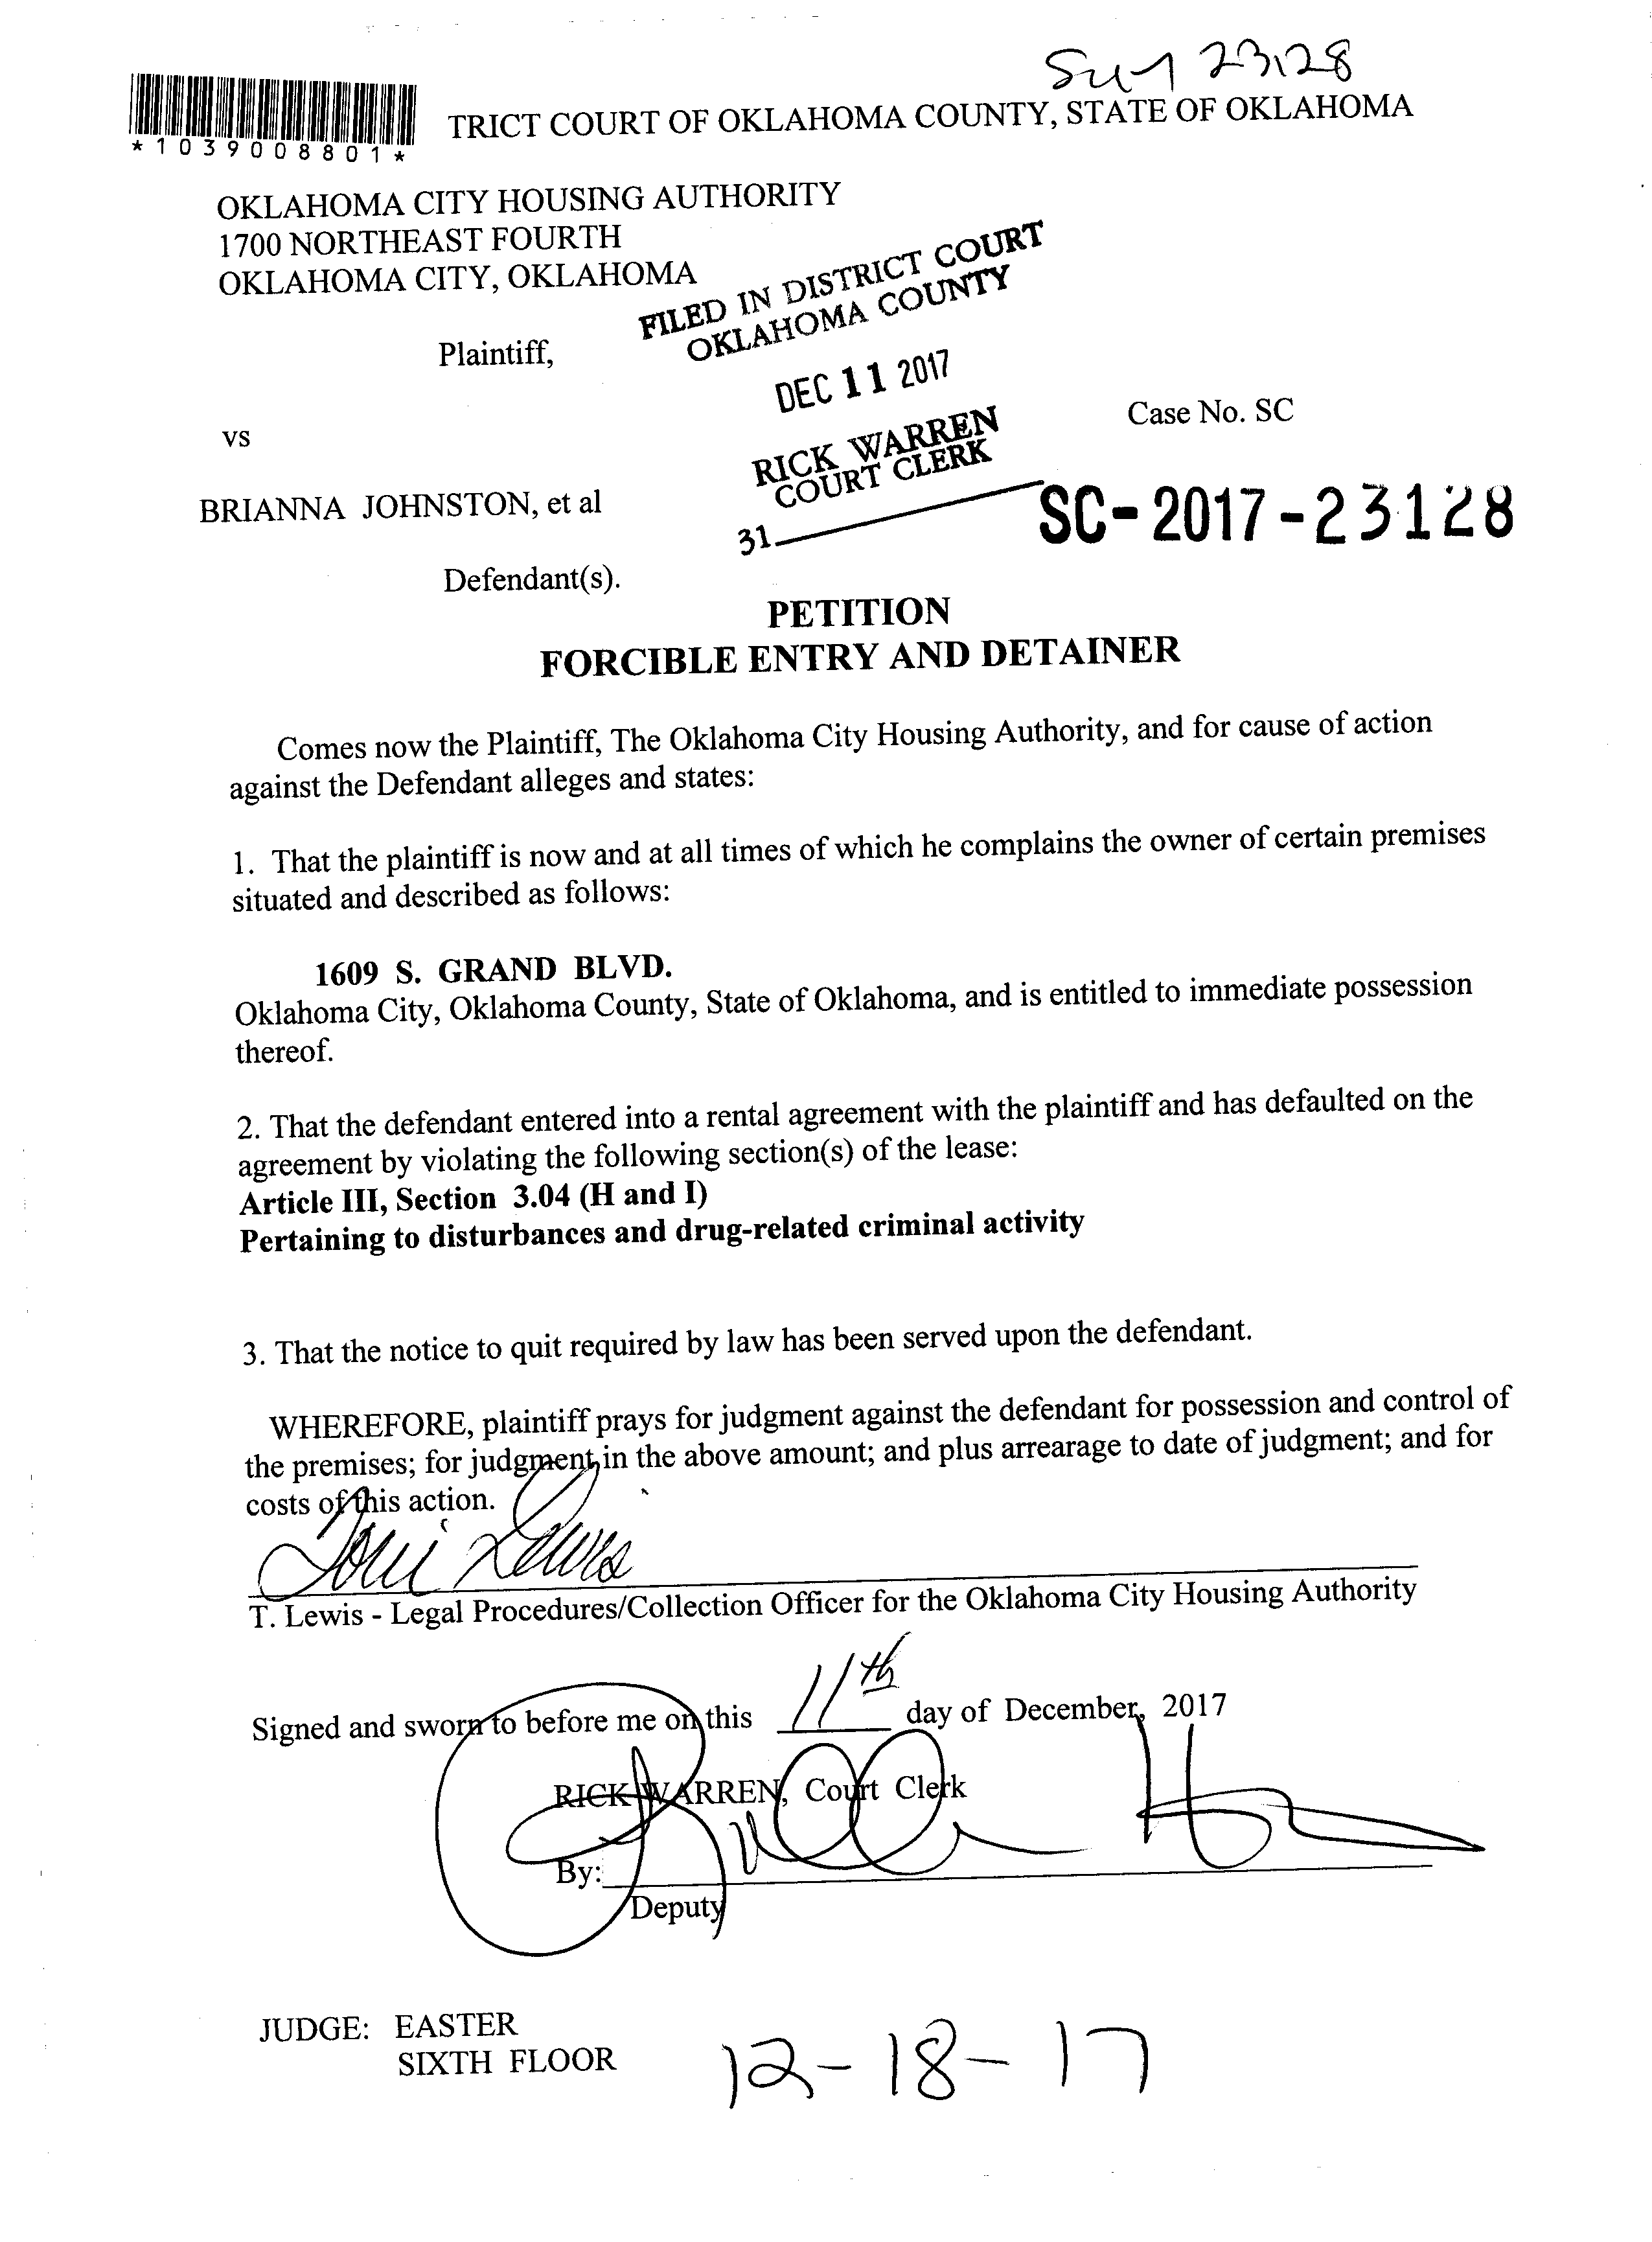 23128
*1039008801*
TRICT COURT OF OKLAHOMA COUNTY, STATE OF OKLAHOMA
OKLAHOMA CITY HOUSING AUTHORITY
1700 NORTHEAST FOURTH
OKLAHOMA CITY, OKLAHOMA
FILED IN DISTRICT COURT
OKLAHOMA COUNTY
Plaintiff,
DEC 11 2017
Case No. SC
vs
RICK WARREN
COURT CLERK
BRIANNA JOHNSTON, et al
SC-2017-23128
31
Defendant(s).
PETITION
FORCIBLE ENTRY AND DETAINER
Comes now the Plaintiff, The Oklahoma City Housing Authority, and for cause of action
against the Defendant alleges and states:
1. That the plaintiff is now and at all times of which he complains the owner of certain premises
situated and described as follows:
1609 S. GRAND BLVD.
Oklahoma City, Oklahoma County, State of Oklahoma, and is entitled to immediate possession
thereof.
2. That the defendant entered into a rental agreement with the plaintiff and has defaulted on the
agreement by violating the following section(s) of the lease:
Article III, Section 3.04 (H and I)
Pertaining to disturbances and drug-related criminal activity
3. That the notice to quit required by law has been served upon the defendant.
WHEREFORE, plaintiff prays for judgment against the defendant for possession and control of
the premises; for judgment in the above amount; and plus arrearage to date of judgment; and for
costs of this action.
Toni Lewis
T. Lewis - Legal Procedures/Collection Officer for the Oklahoma City Housing Authority
Signed and sworn to before me on this 11th day of December, 2017
RICK WARREN, Court Clerk
By:
Deputy
JUDGE: EASTER
SIXTH FLOOR
12-18-17